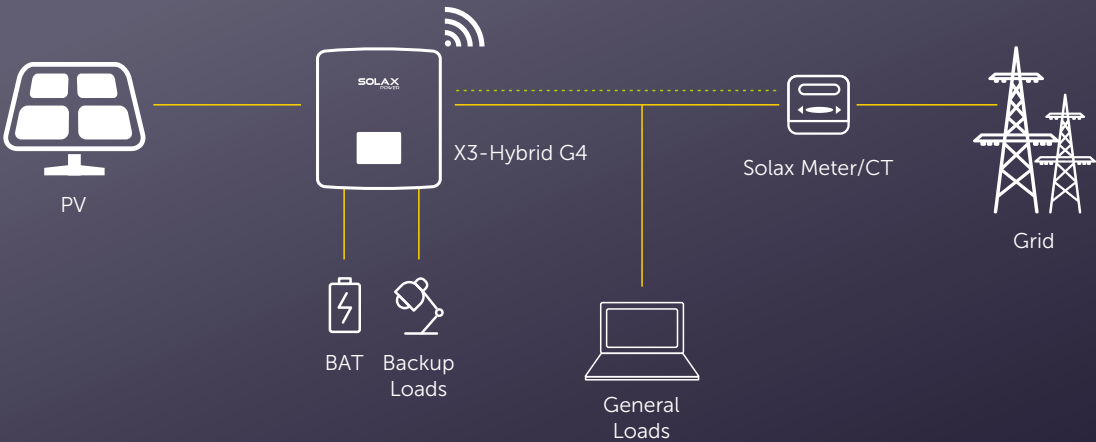 SOLAX
POWER
X3-Hybrid G4
Solax Meter/CT
PV
Grid
BAT
Backup
Loads
General
Loads